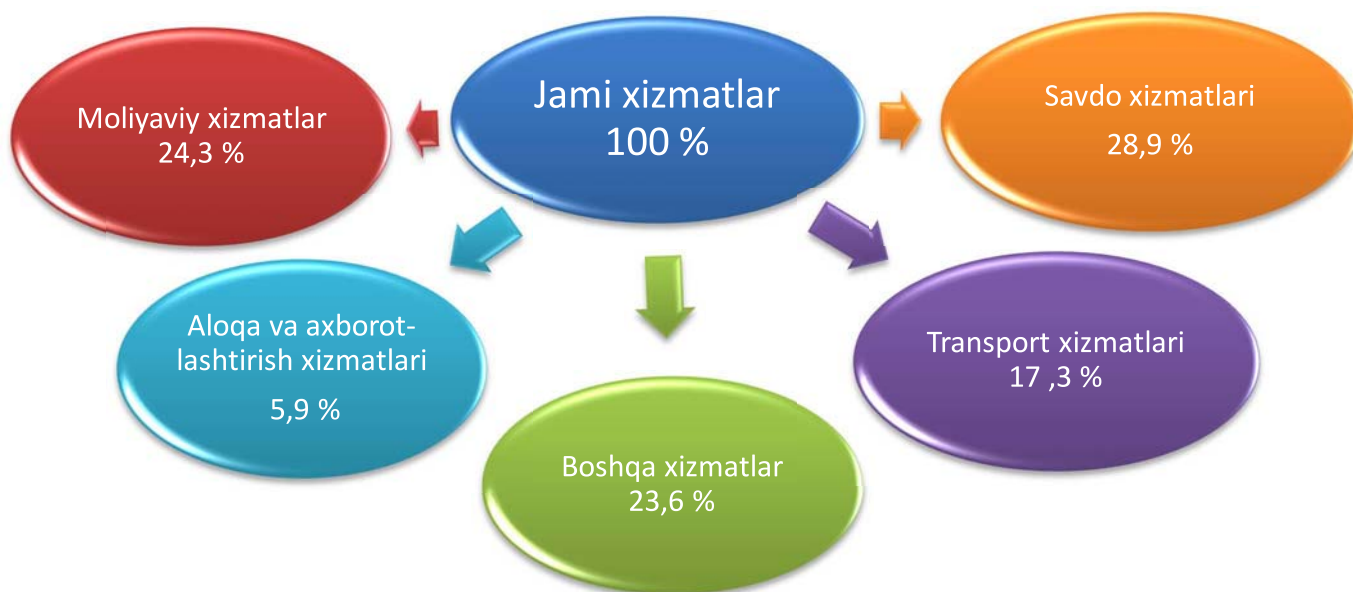 Jami xizmatlar
100 %
Moliyaviy xizmatlar
24,3 %
Savdo xizmatlari
28,9 %
Aloqa va axborot-
lashtirish xizmatlari
5,9 %
Transport xizmatlari
17 ,3 %
Boshqa xizmatlar
23,6 %